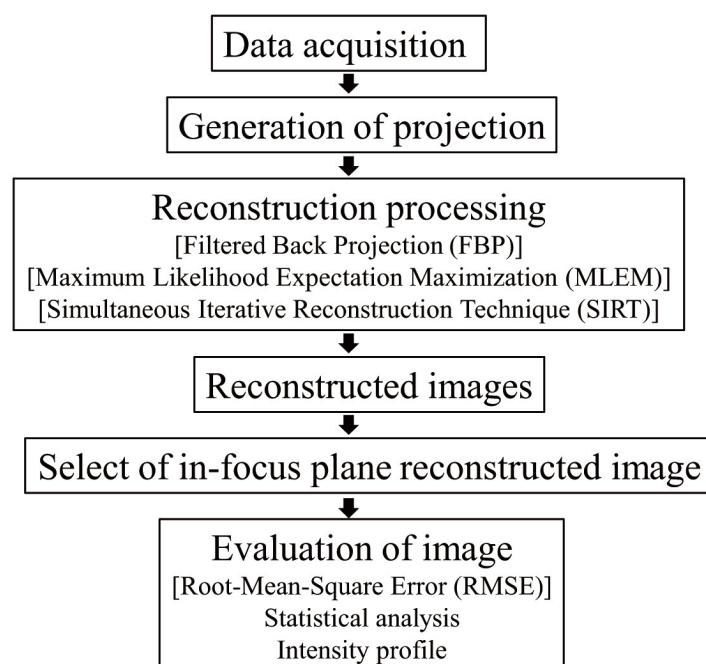 Data acquisition
Generation of projection
Reconstruction processing
[Filtered Back Projection (FBP)]
[Maximum Likelihood Expectation Maximization (MLEM)]
[Simultaneous Iterative Reconstruction Technique (SIRT)]
Reconstructed images
Select of in-focus plane reconstructed image
Evaluation of image
[Root-Mean-Square Error (RMSE)]
Statistical analysis
Intensity profile